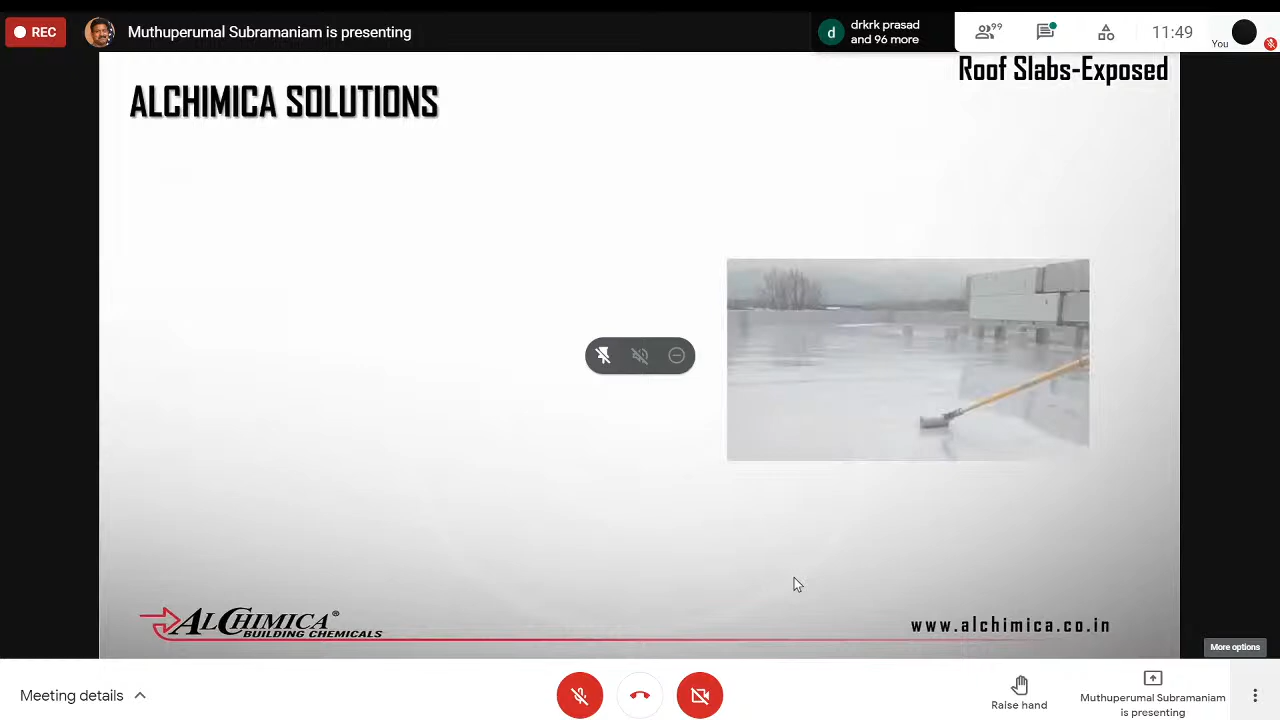 REC
Muthuperumal Subramaniam is presenting
d
drkrk prasad
and 96 more
99
11:49
You
Roof Slabs-Exposed
ALCHIMICA SOLUTIONS
ALCHIMICA®
BUILDING CHEMICALS
www.alchimica.co.in
More options
Meeting details
Raise hand
Muthuperumal Subramaniam
is presenting